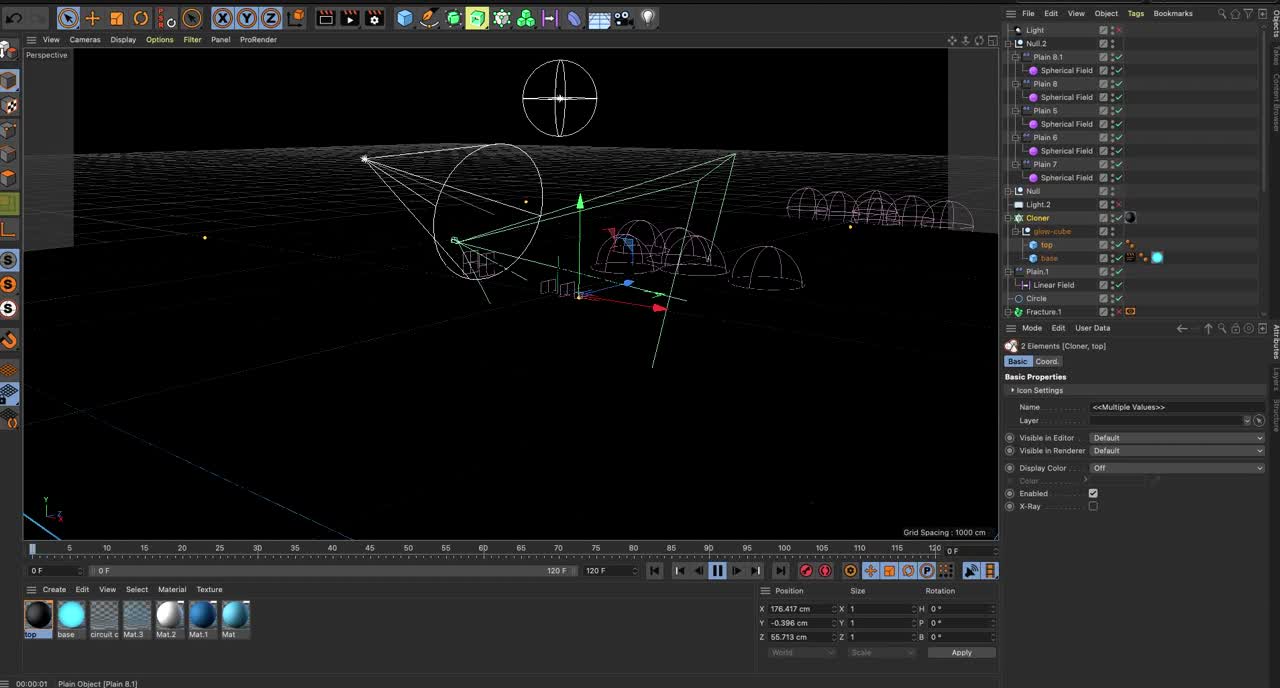 File Edit View Object Tags Bookmarks
View Cameras Display Options Filter Panel ProRender
Perspective
Light
Null.2
Plain 8.1
Spherical Field
Plain 8
Spherical Field
Plain 5
Spherical Field
Plain 6
Spherical Field
Plain 7
Spherical Field
Null
Light.2
Cloner
glow-cube
top
base
Plain.1
Linear Field
Circle
Fracture.1
Objects
Takes
Content Browser
Mode Edit User Data
2 Elements [Cloner, top]
Basic Coord.
Basic Properties
Icon Settings
Name <<Multiple Values>>
Layer
Visible in Editor Default
Visible in Renderer Default
Display Color Off
Color
Enabled
X-Ray
Attributes
Layers
Structure
Y
Z
X
Grid Spacing : 1000 cm
0 5 10 15 20 25 30 35 40 45 50 55 60 65 70 75 80 85 90 95 100 105 110 115 120 0 F
0 F 0 F 120 F 120 F
Create Edit View Select Material Texture
top base circuit c Mat.3 Mat.2 Mat.1 Mat
Position Size Rotation
X 176.417 cm X 1 H 0 °
Y -0.396 cm Y 1 P 0 °
Z 55.713 cm Z 1 B 0 °
World Scale Apply
00:00:01 Plain Object [Plain 8.1]
X Y Z
PSR
S
S
S
P